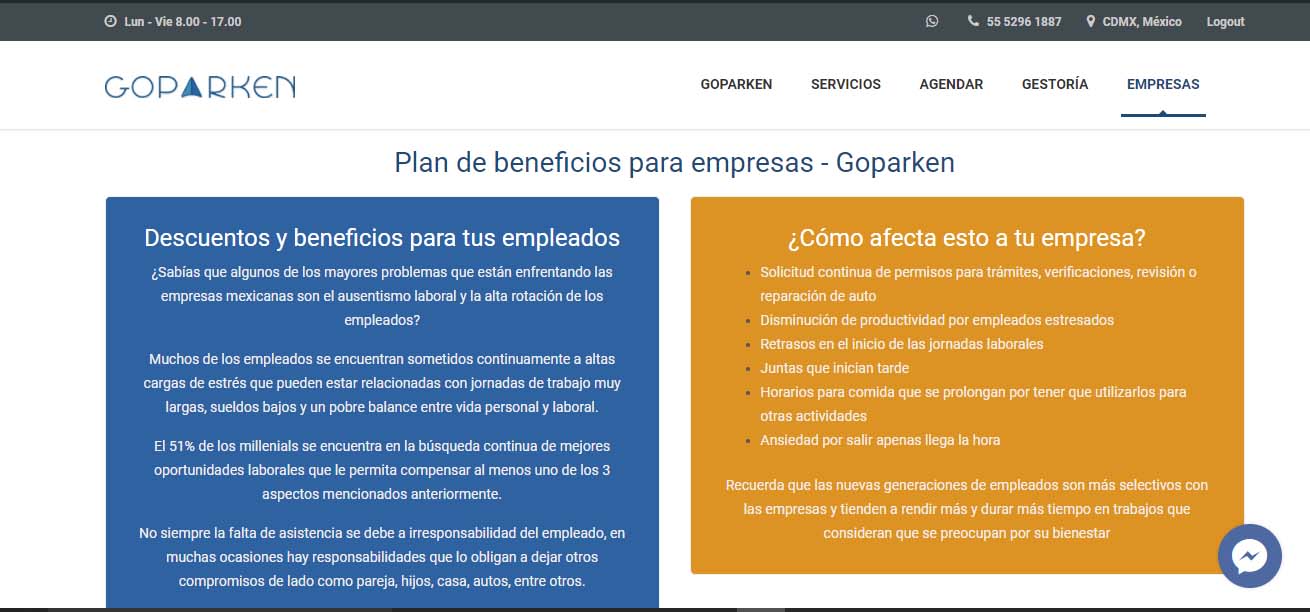 Lun - Vie 8.00 - 17.00
55 5296 1887
CDMX, México
Logout
GOPARKEN
GOPARKEN
SERVICIOS
AGENDAR
GESTORÍA
EMPRESAS
Plan de beneficios para empresas - Goparken
Descuentos y beneficios para tus empleados
¿Sabías que algunos de los mayores problemas que están enfrentando las
empresas mexicanas son el ausentismo laboral y la alta rotación de los
empleados?
Muchos de los empleados se encuentran sometidos continuamente a altas
cargas de estrés que pueden estar relacionadas con jornadas de trabajo muy
largas, sueldos bajos y un pobre balance entre vida personal y laboral.
El 51% de los millenials se encuentra en la búsqueda continua de mejores
oportunidades laborales que le permita compensar al menos uno de los 3
aspectos mencionados anteriormente.
No siempre la falta de asistencia se debe a irresponsabilidad del empleado, en
muchas ocasiones hay responsabilidades que lo obligan a dejar otros
compromisos de lado como pareja, hijos, casa, autos, entre otros.
¿Cómo afecta esto a tu empresa?
• Solicitud continua de permisos para trámites, verificaciones, revisión o
reparación de auto
• Disminución de productividad por empleados estresados
• Retrasos en el inicio de las jornadas laborales
• Juntas que inician tarde
• Horarios para comida que se prolongan por tener que utilizarlos para
otras actividades
• Ansiedad por salir apenas llega la hora
Recuerda que las nuevas generaciones de empleados son más selectivos con
las empresas y tienden a rendir más y durar más tiempo en trabajos que
consideran que se preocupan por su bienestar